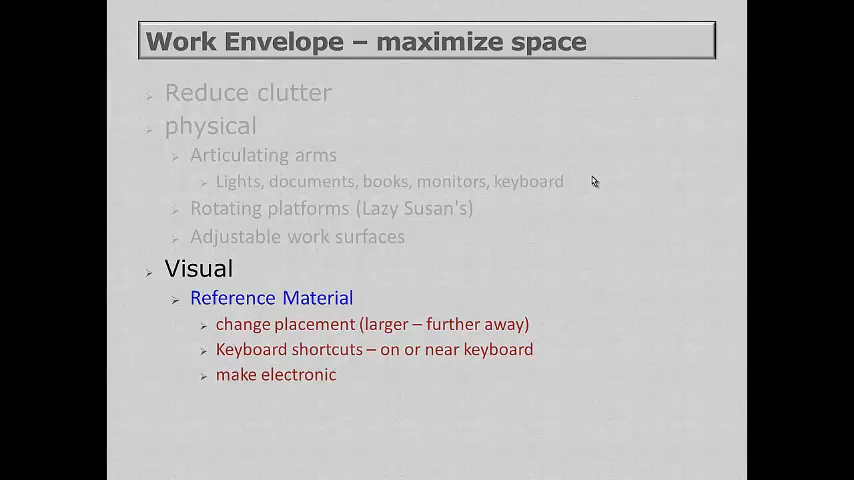 Work Envelope – maximize space
Reduce clutter
physical
Articulating arms
Lights, documents, books, monitors, keyboard
Rotating platforms (Lazy Susan's)
Adjustable work surfaces
Visual
Reference Material
change placement (larger – further away)
Keyboard shortcuts – on or near keyboard
make electronic